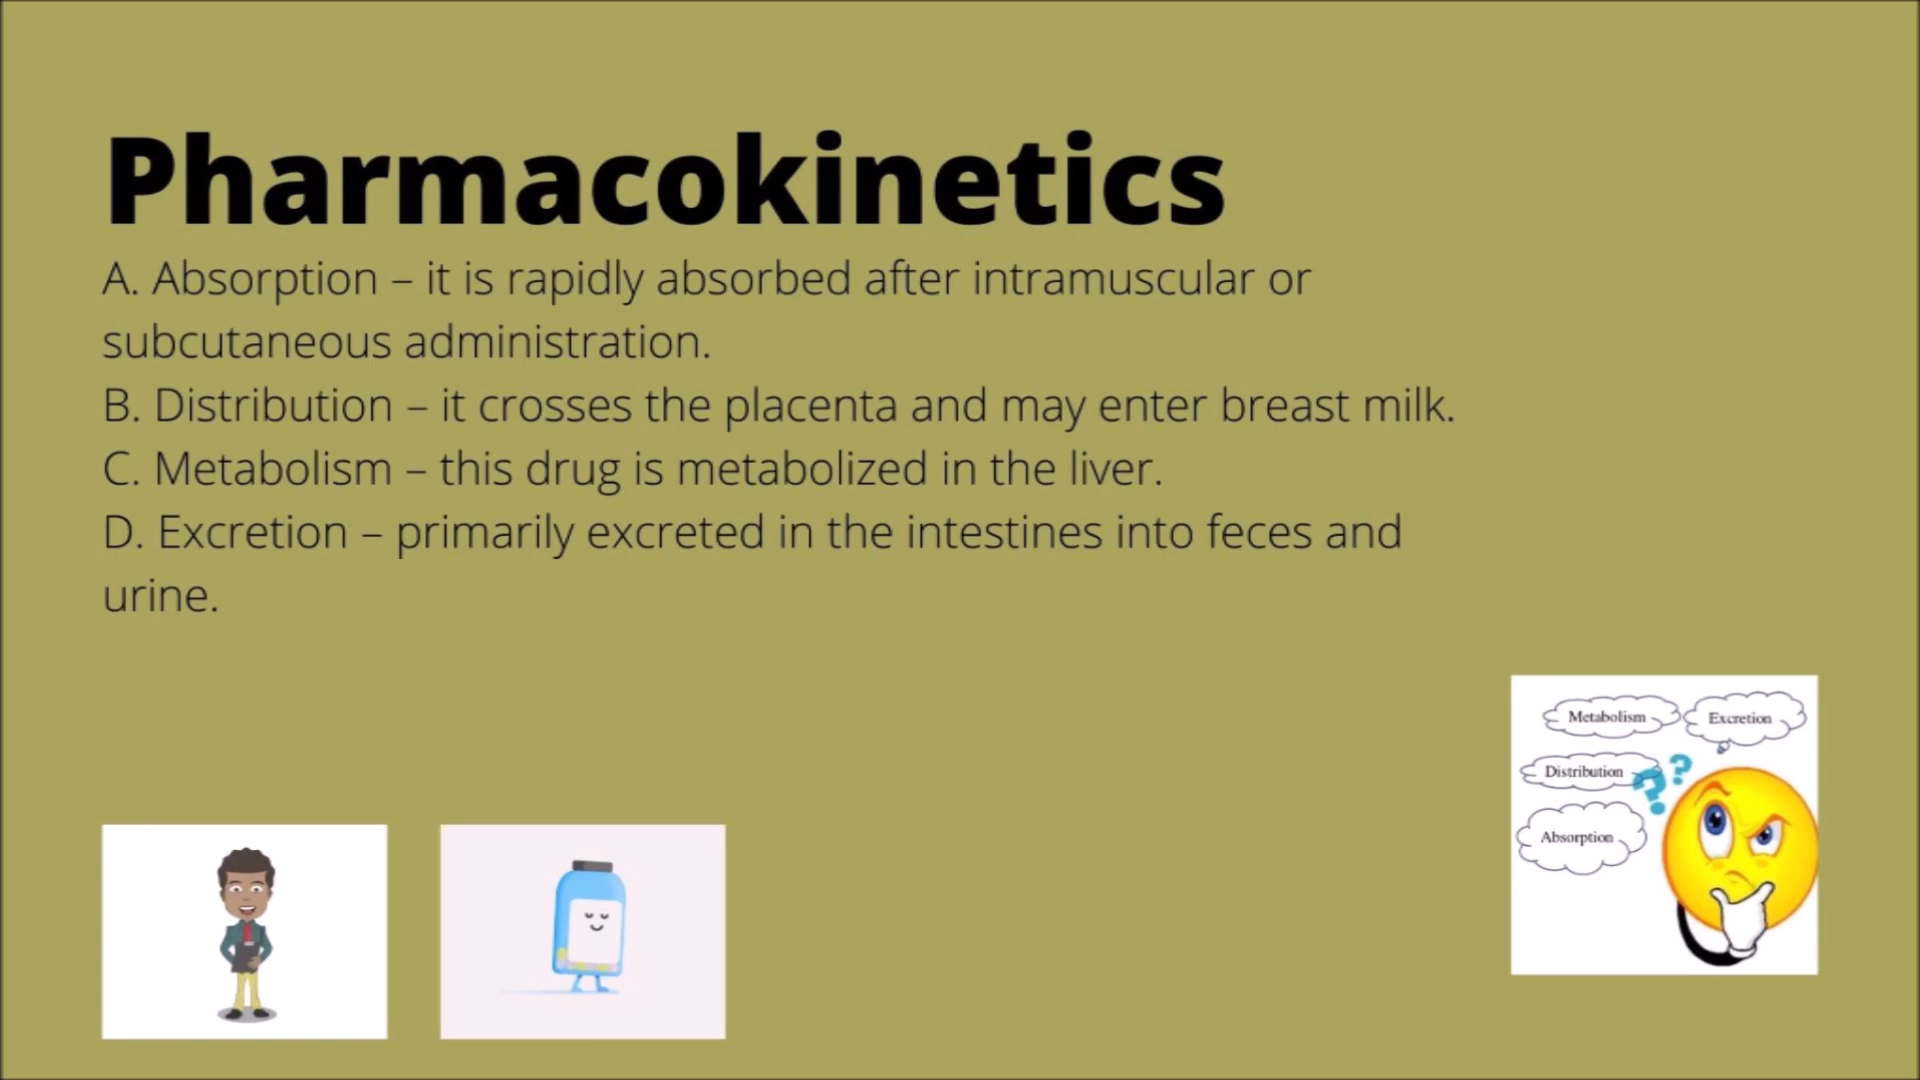 Pharmacokinetics
A. Absorption – it is rapidly absorbed after intramuscular or
subcutaneous administration.
B. Distribution – it crosses the placenta and may enter breast milk.
C. Metabolism – this drug is metabolized in the liver.
D. Excretion – primarily excreted in the intestines into feces and
urine.
Metabolism
Excretion
Distribution
??
Absorption